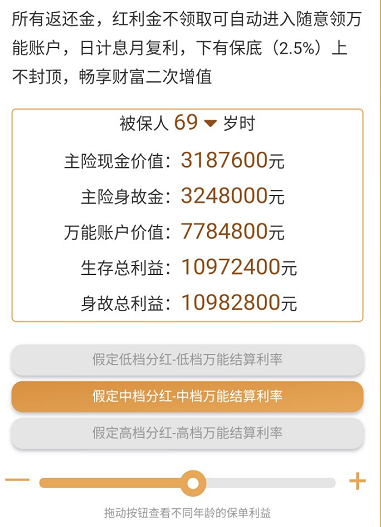 所有返还金，红利金不领取可自动进入随意领万
能账户，日计息月复利，下有保底（2.5%）上
不封顶，畅享财富二次增值
被保人 69 岁时
主险现金价值：3187600元
主险身故金：3248000元
万能账户价值：7784800元
生存总利益：10972400元
身故总利益：10982800元
假定低档分红-低档万能结算利率
假定中档分红-中档万能结算利率
假定高档分红-高档万能结算利率
拖动按钮查看不同年龄的保单利益